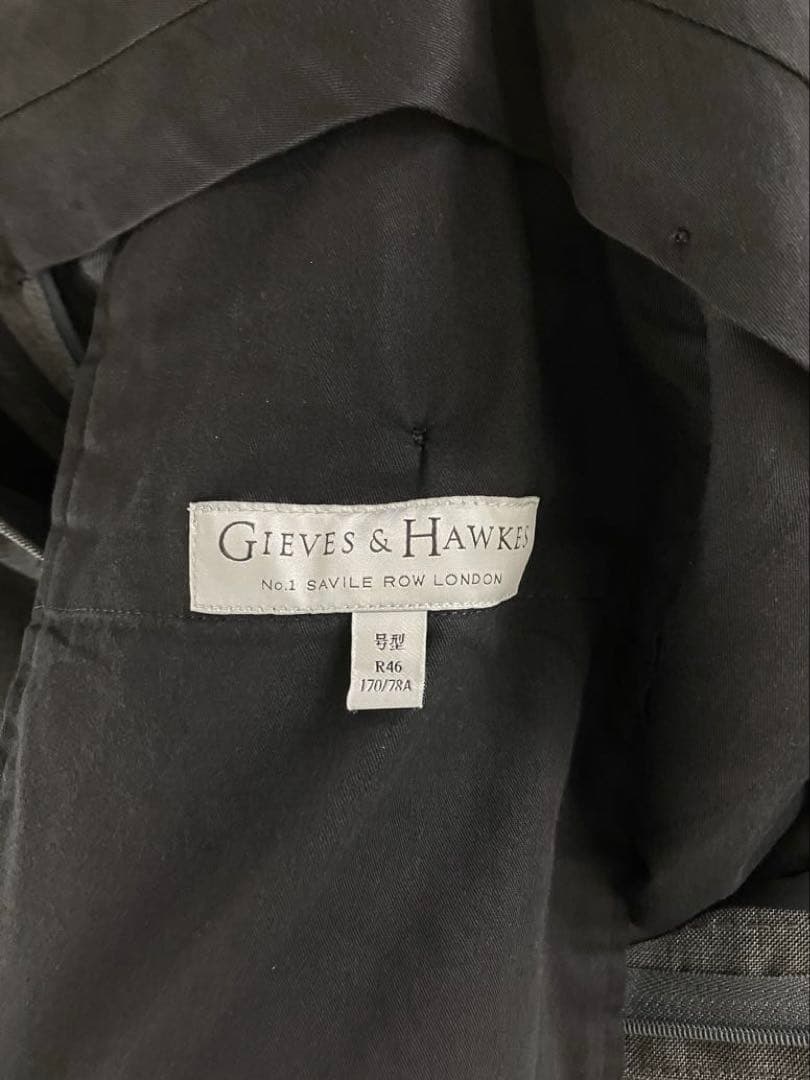 GIEVES & HAWKES
No.1 SAVILE ROW LONDON
号型
R46
170/78A